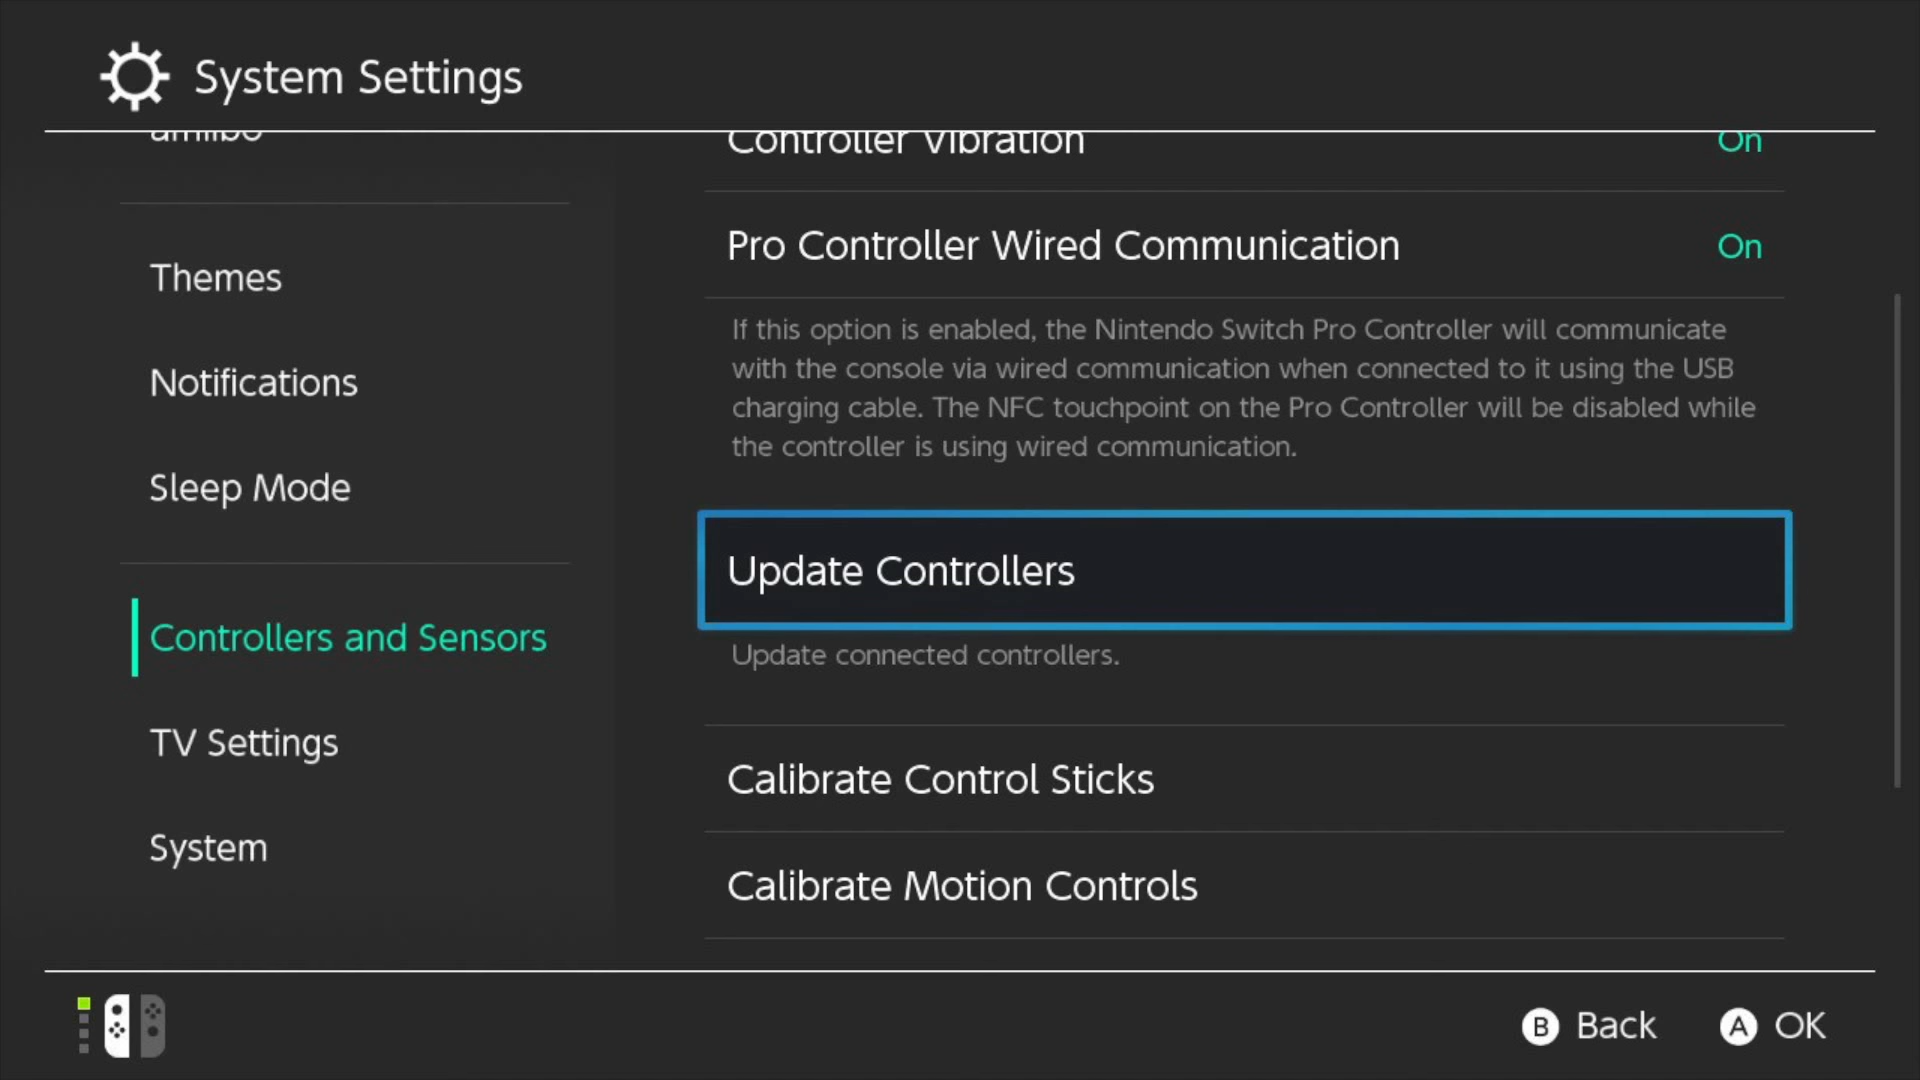 System Settings
amiibo
Themes
Notifications
Sleep Mode
Controllers and Sensors
TV Settings
System
Controller Vibration On
Pro Controller Wired Communication On
If this option is enabled, the Nintendo Switch Pro Controller will communicate
with the console via wired communication when connected to it using the USB
charging cable. The NFC touchpoint on the Pro Controller will be disabled while
the controller is using wired communication.
Update Controllers
Update connected controllers.
Calibrate Control Sticks
Calibrate Motion Controls
B Back A OK